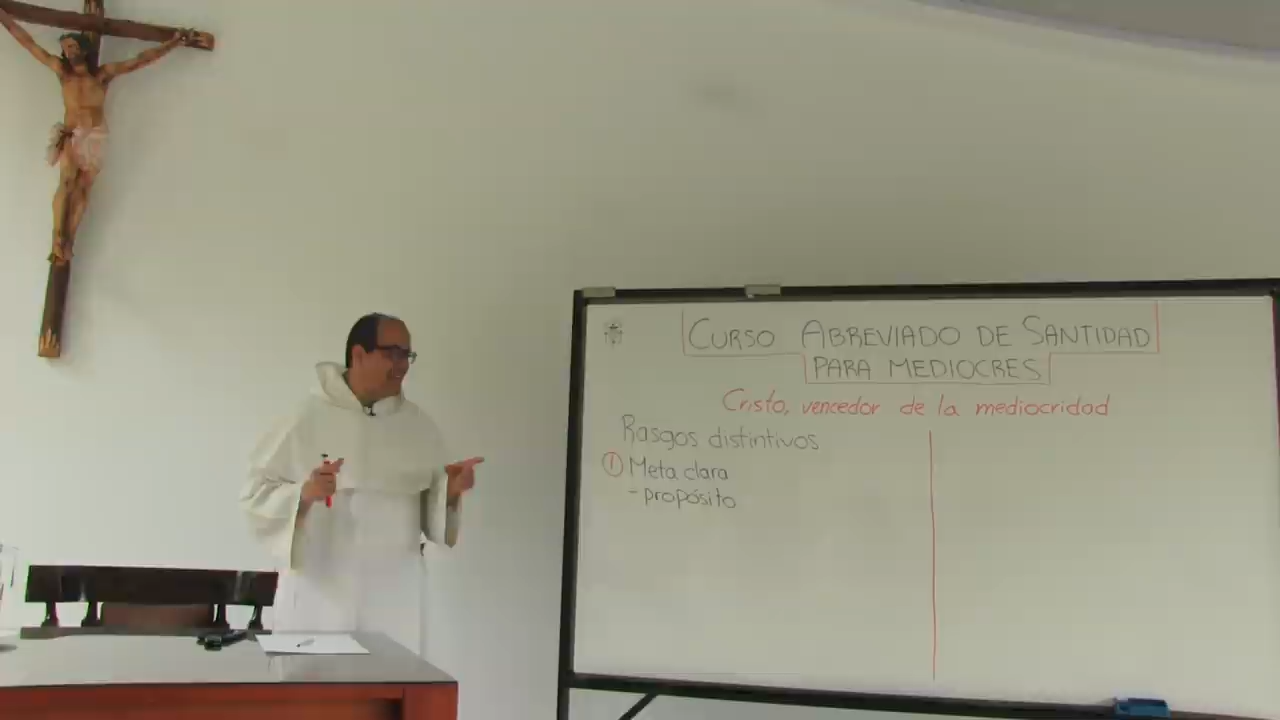 CURSO ABREVIADO DE SANTIDAD
PARA MEDIOCRES
Cristo, vencedor de la mediocridad
Rasgos distintivos
① Meta clara
- propósito